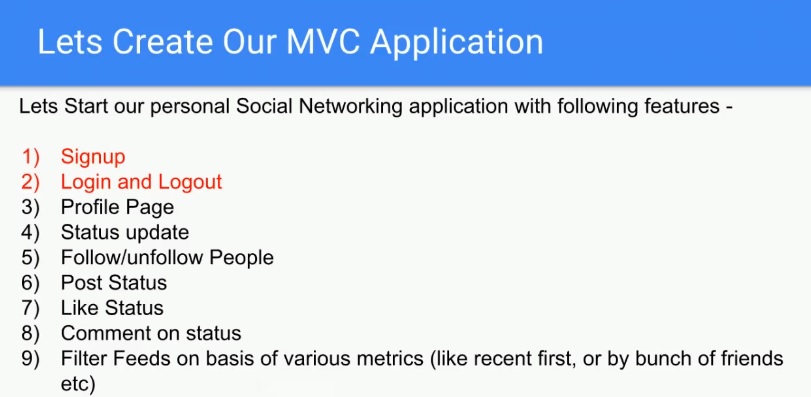 Lets Create Our MVC Application
Lets Start our personal Social Networking application with following features -
1) Signup
2) Login and Logout
3) Profile Page
4) Status update
5) Follow/unfollow People
6) Post Status
7) Like Status
8) Comment on status
9) Filter Feeds on basis of various metrics (like recent first, or by bunch of friends
etc)